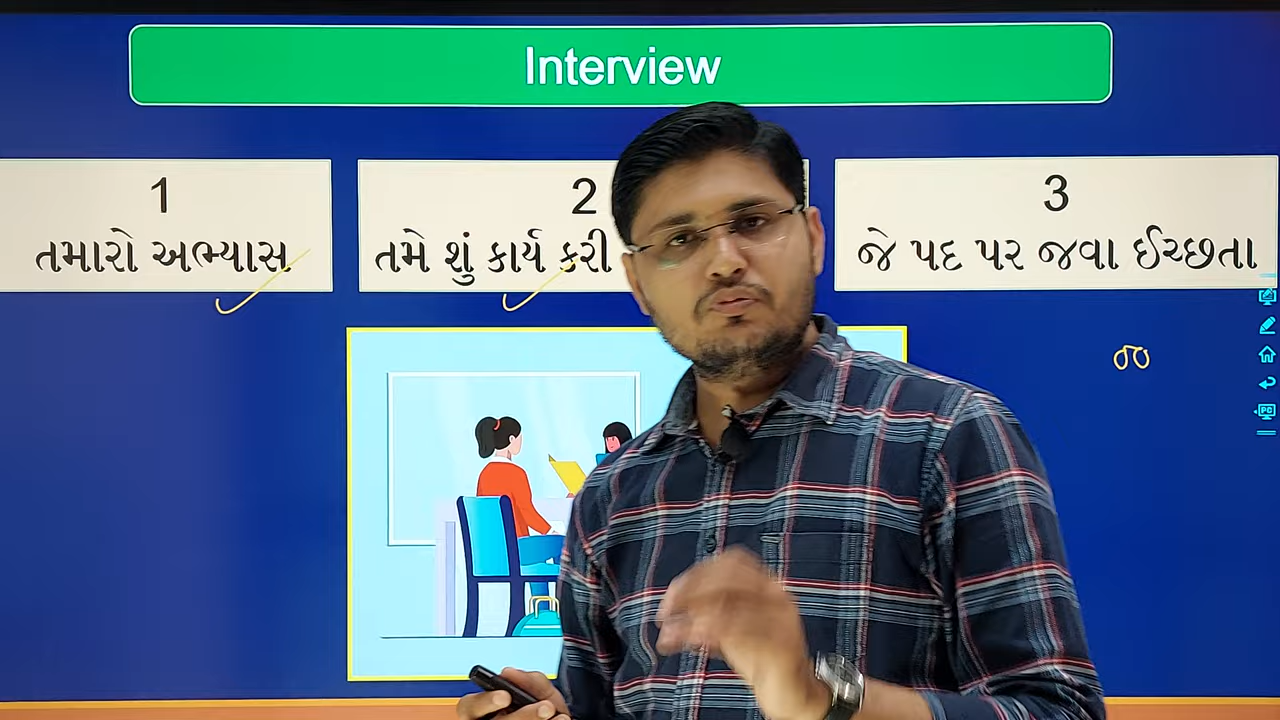 Interview
1
તમારો અભ્યાસ
2
તમે શું કાર્ય કરી
3
જે પદ પર જવા ઈચ્છતા